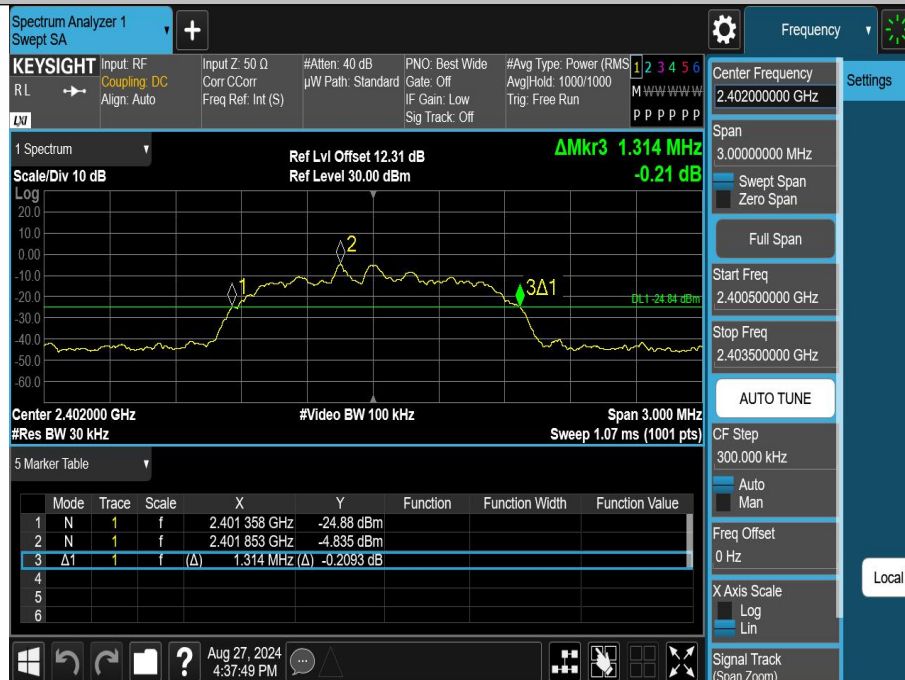 Spectrum Analyzer 1
Swept SA
+
Frequency
KEYSIGHT
RL
LXI
Input: RF
Coupling: DC
Align: Auto
Input Z: 50 Ω
Corr CCorr
Freq Ref: Int (S)
#Atten: 40 dB
µW Path: Standard
PNO: Best Wide
Gate: Off
IF Gain: Low
Sig Track: Off
#Avg Type: Power (RMS
Avg|Hold: 1000/1000
Trig: Free Run
1 2 3 4 5 6
M W W W W W
P P P P P P
1 Spectrum
Scale/Div 10 dB
Ref Lvl Offset 12.31 dB
Ref Level 30.00 dBm
ΔMkr3 1.314 MHz
-0.21 dB
Log
20.0
10.0
0.00
-10.0
-20.0
-30.0
-40.0
-50.0
-60.0
1
2
3Δ1
DL1 -24.84 dBm
Center 2.402000 GHz
#Res BW 30 kHz
#Video BW 100 kHz
Span 3.000 MHz
Sweep 1.07 ms (1001 pts)
5 Marker Table
Mode Trace Scale X Y Function Function Width Function Value
1 N 1 f 2.401 358 GHz -24.88 dBm
2 N 1 f 2.401 853 GHz -4.835 dBm
3 Δ1 1 f (Δ) 1.314 MHz (Δ) -0.2093 dB
4
5
6
?
Aug 27, 2024
4:37:49 PM
Center Frequency
2.402000000 GHz
Span
3.00000000 MHz
Swept Span
Zero Span
Full Span
Start Freq
2.400500000 GHz
Stop Freq
2.403500000 GHz
AUTO TUNE
CF Step
300.000 kHz
Auto
Man
Freq Offset
0 Hz
X Axis Scale
Log
Lin
Signal Track
(Span Zoom)
Settings
Local